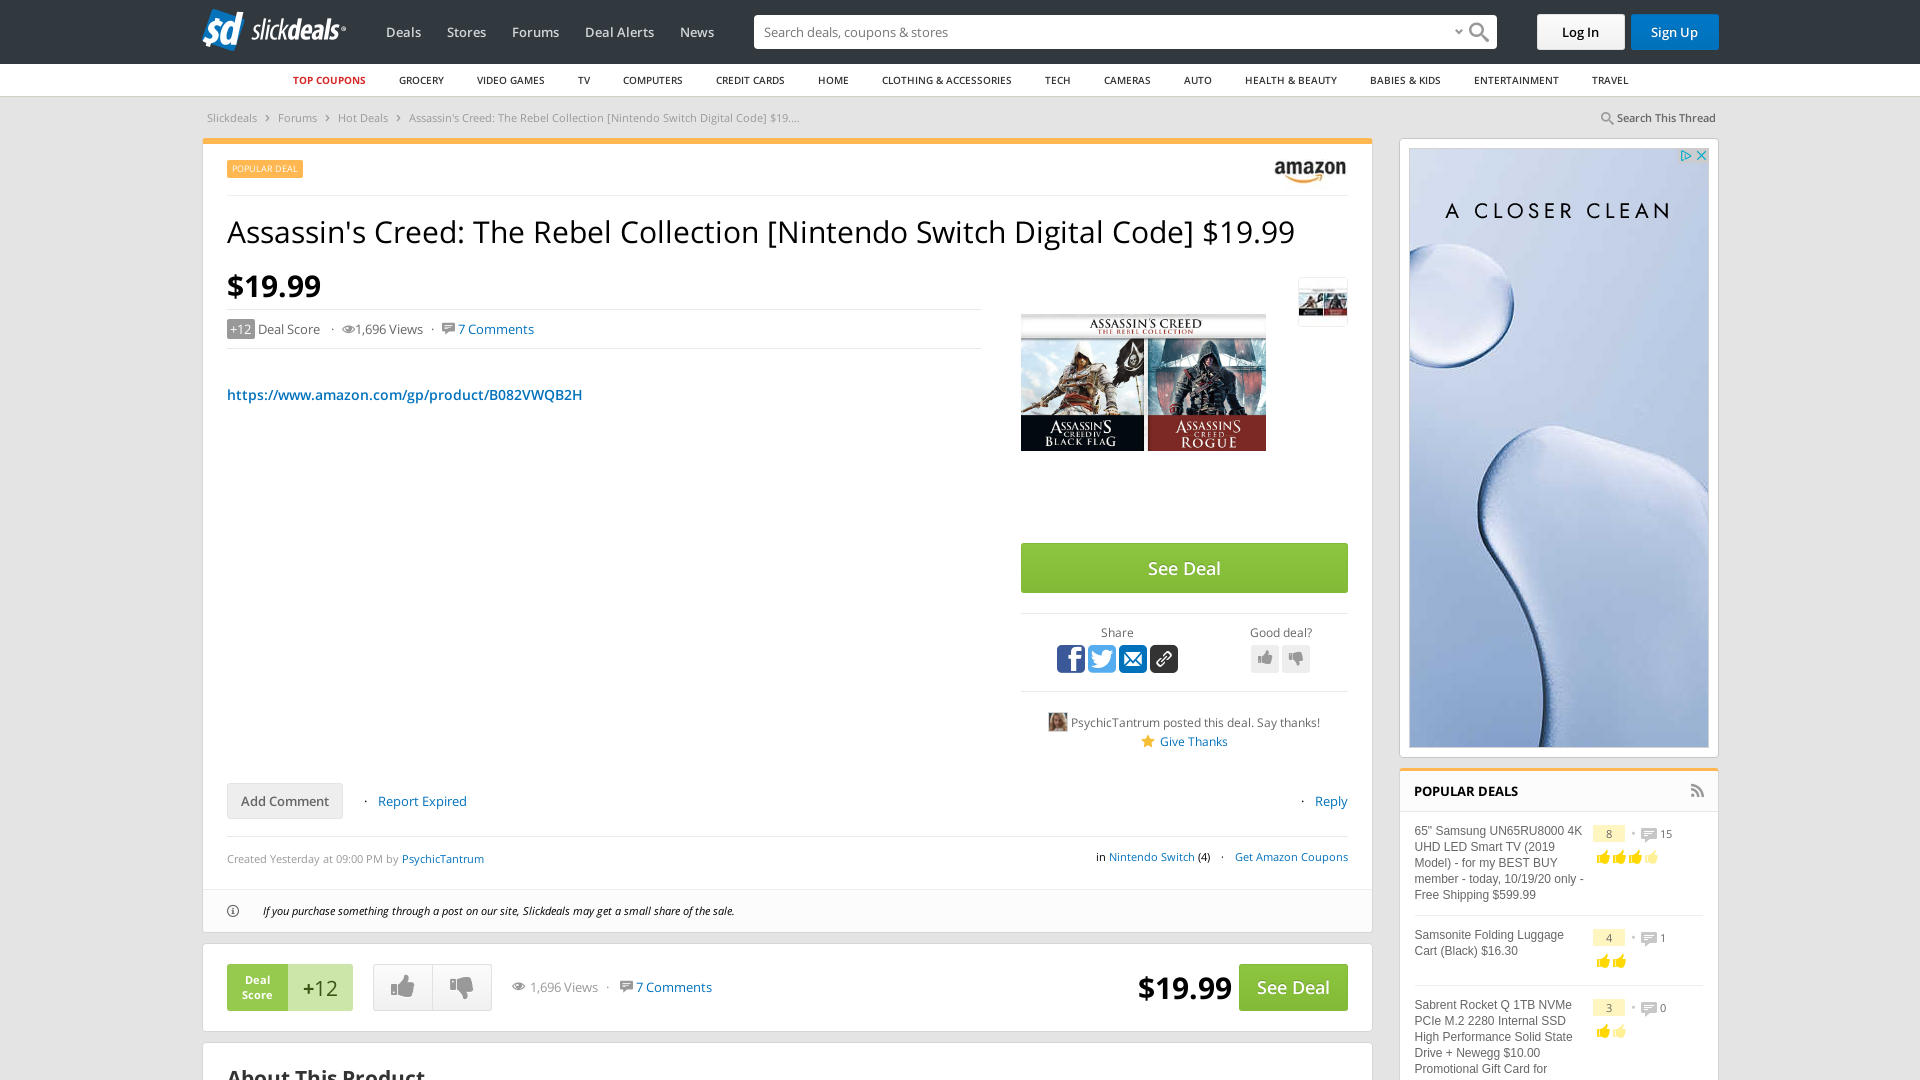 slickdeals
Deals
Stores
Forums
Deal Alerts
News
Search deals, coupons & stores
Log In
Sign Up
TOP COUPONS
GROCERY
VIDEO GAMES
TV
COMPUTERS
CREDIT CARDS
HOME
CLOTHING & ACCESSORIES
TECH
CAMERAS
AUTO
HEALTH & BEAUTY
BABIES & KIDS
ENTERTAINMENT
TRAVEL
Slickdeals > Forums > Hot Deals > Assassin's Creed: The Rebel Collection [Nintendo Switch Digital Code] $19....
Search This Thread
POPULAR DEAL
amazon
Assassin's Creed: The Rebel Collection [Nintendo Switch Digital Code] $19.99
$19.99
+12 Deal Score · 1,696 Views · 7 Comments
https://www.amazon.com/gp/product/B082VWQB2H
ASSASSIN'S CREED
THE REBEL COLLECTION
ASSASSIN'S
CREED IV
BLACK FLAG
ASSASSIN'S
CREED
ROGUE
See Deal
Share
Good deal?
PsychicTantrum posted this deal. Say thanks!
Give Thanks
Add Comment · Report Expired
· Reply
Created Yesterday at 09:00 PM by PsychicTantrum
in Nintendo Switch (4) · Get Amazon Coupons
If you purchase something through a post on our site, Slickdeals may get a small share of the sale.
Deal
Score
+12
1,696 Views · 7 Comments
$19.99
See Deal
About This Product
A CLOSER CLEAN
POPULAR DEALS
65" Samsung UN65RU8000 4K
UHD LED Smart TV (2019
Model) - for my BEST BUY
member - today, 10/19/20 only -
Free Shipping $599.99
8 • 15
Samsonite Folding Luggage
Cart (Black) $16.30
4 • 1
Sabrent Rocket Q 1TB NVMe
PCIe M.2 2280 Internal SSD
High Performance Solid State
Drive + Newegg $10.00
Promotional Gift Card for
3 • 0